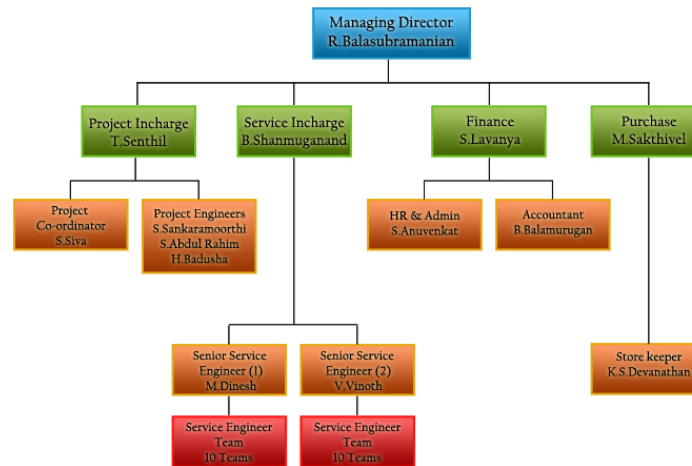 Managing Director
R.Balasubramanian
Project Incharge
T.Senthil
Service Incharge
B.Shanmuganand
Finance
S.Lavanya
Purchase
M.Sakthivel
Project
Co-ordinator
S.Siva
Project Engineers
S.Sankaramoorthi
S.Abdul Rahim
H.Badusha
HR & Admin
S.Anuvenkat
Accountant
B.Balamurugan
Senior Service
Engineer (1)
M.Dinesh
Senior Service
Engineer (2)
V.Vinoth
Store keeper
K.S.Devanathan
Service Engineer
Team
10 Teams
Service Engineer
Team
10 Teams